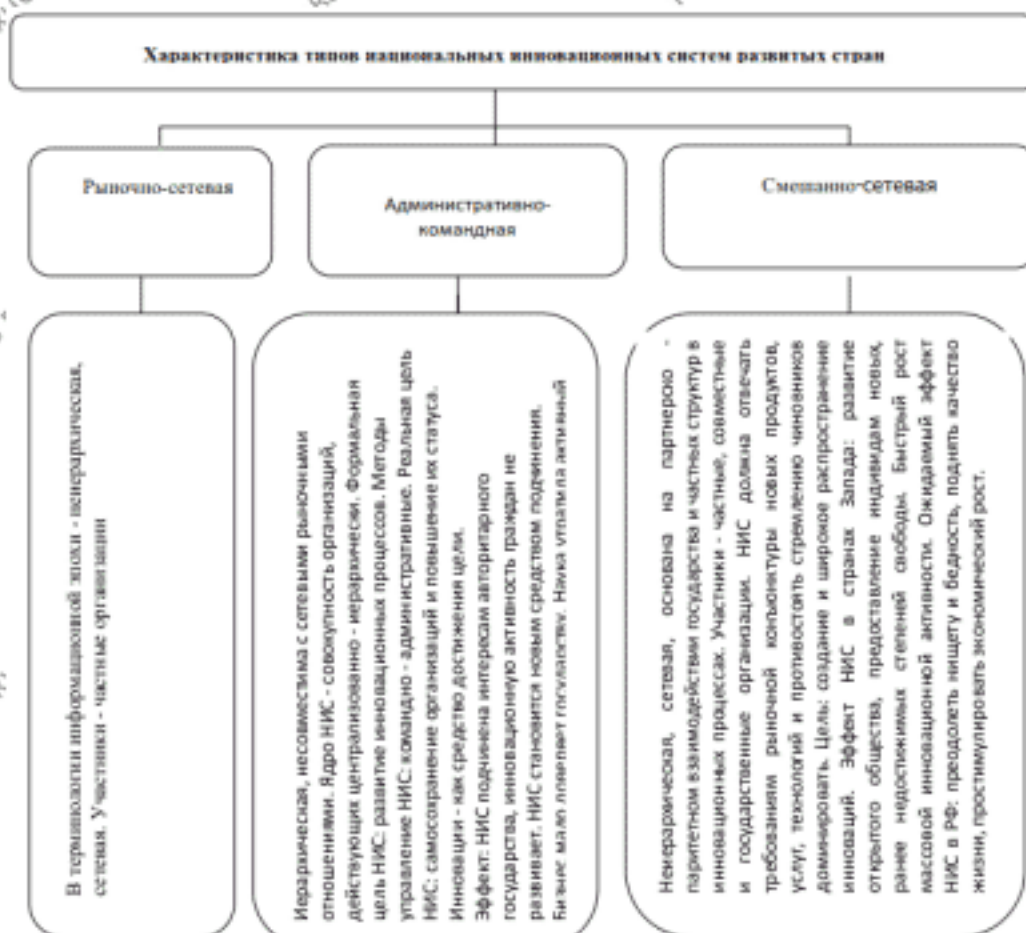 Характеристика типов национальных инновационных систем развитых стран
Рыночно-сетевая
Административно-
командная
Смешанно-сетевая
В терминологии информационной эпохи - неиерархическая,
сетевая. Участники - частные организации
Иерархическая, несовместима с сетевыми рыночными
отношениями. Ядро НИС - совокупность организаций,
действующих централизованно - иерархически. Формальная
цель НИС: развитие инновационных процессов. Методы
управление НИС: командно - административные. Реальная цель
НИС: самосохранение организаций и повышение их статуса.
Инновации - как средство достижения цели.
Эффект: НИС подчинена интересам авторитарного
государства, инновационную активность граждан не
развивает. НИС становится новым средством подчинения.
Бизнес мало доверяет государству. Наука утратила активный
Неиерархическая, сетевая, основана на партнерско -
паритетном взаимодействии государства и частных структур в
инновационных процессах. Участники - частные, совместные
и государственные организации. НИС должна отвечать
требованиям рыночной конъюнктуры новых продуктов,
услуг, технологий и противостоять стремлению чиновников
доминировать. Цель: создание и широкое распространение
инноваций. Эффект НИС в странах Запада: развитие
открытого общества, предоставление индивидам новых,
ранее недостижимых степеней свободы. Быстрый рост
массовой инновационной активности. Ожидаемый эффект
НИС в РФ: преодолеть нищету и бедность, поднять качество
жизни, простимулировать экономический рост.